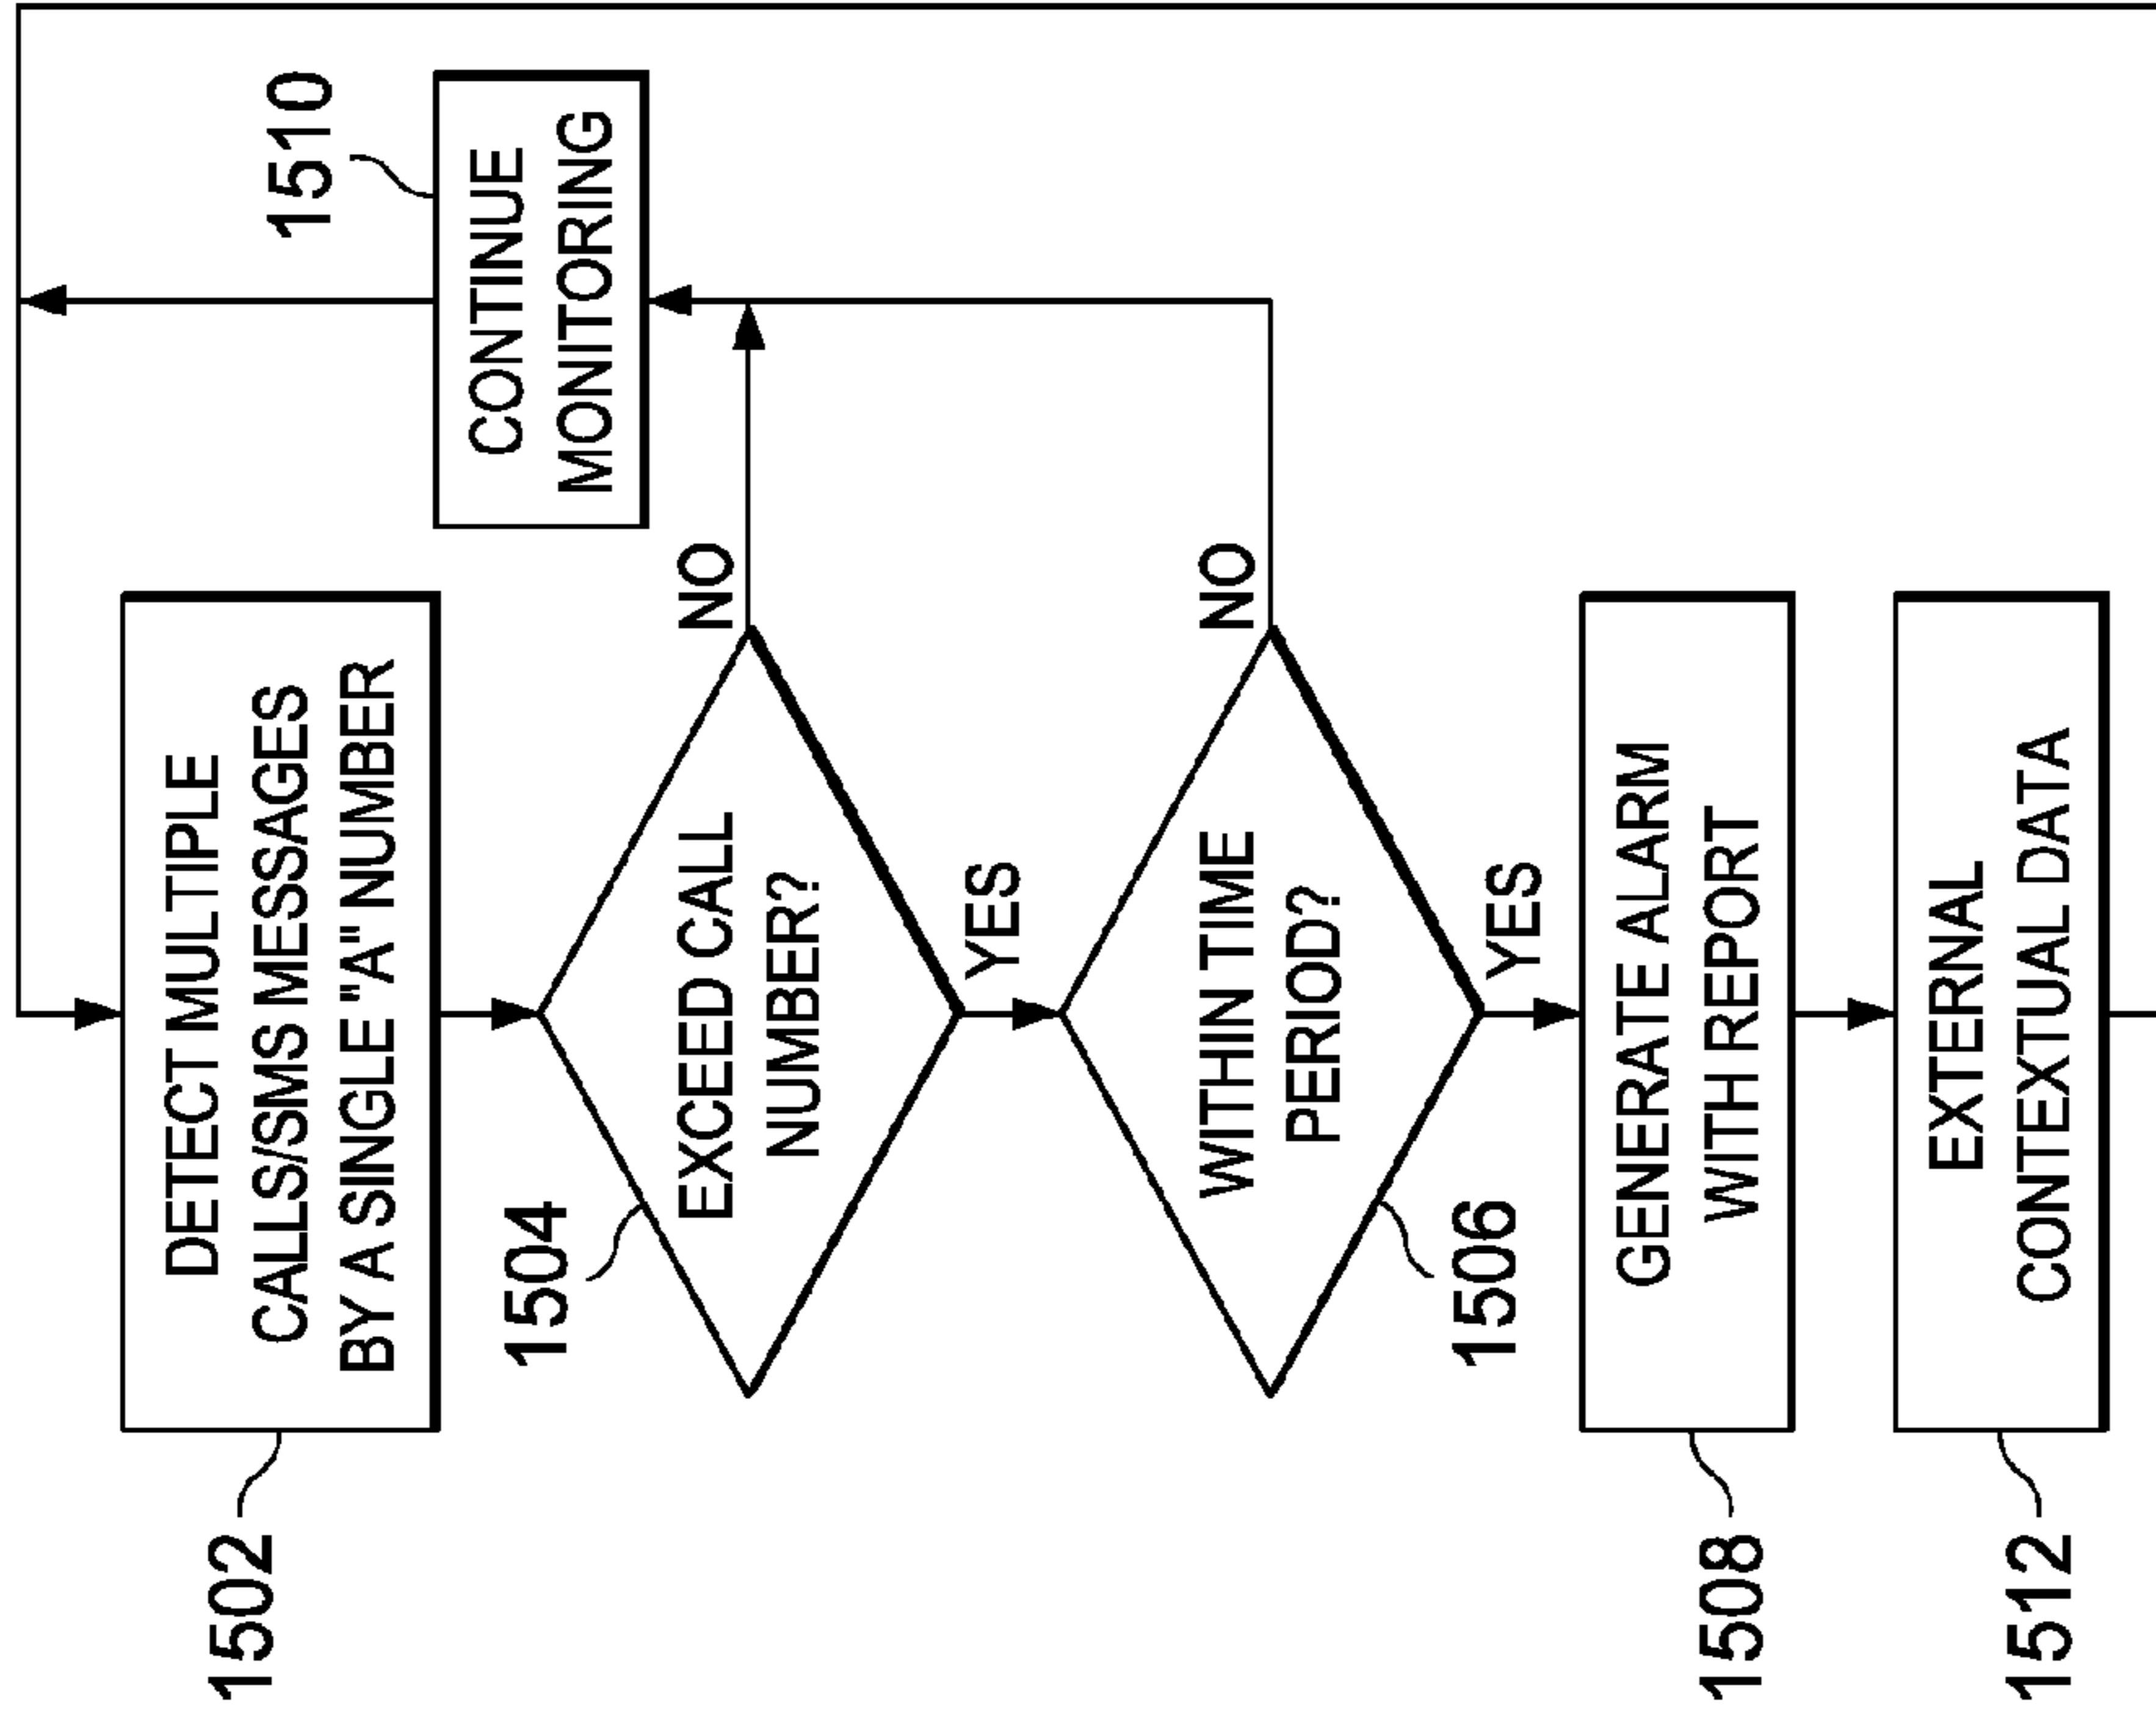 1502
DETECT MULTIPLE
CALLS/SMS MESSAGES
BY A SINGLE "A" NUMBER
1504
EXCEED CALL
NUMBER?
NO
YES
1510
CONTINUE
MONITORING
1506
WITHIN TIME
PERIOD?
NO
YES
1508
GENERATE ALARM
WITH REPORT
1512
EXTERNAL
CONTEXTUAL DATA